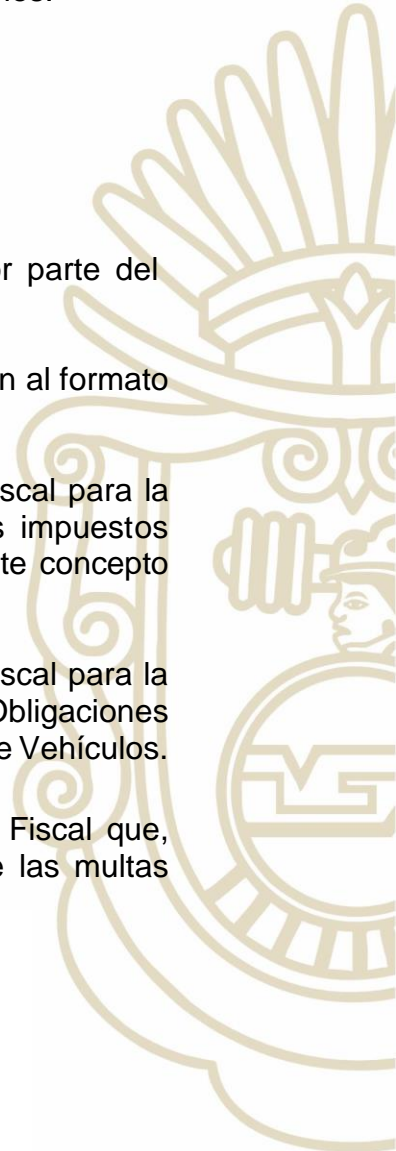 r parte del
n al formato
scal para la
s impuestos
te concepto
scal para la
Obligaciones
e Vehículos.
Fiscal que,
e las multas